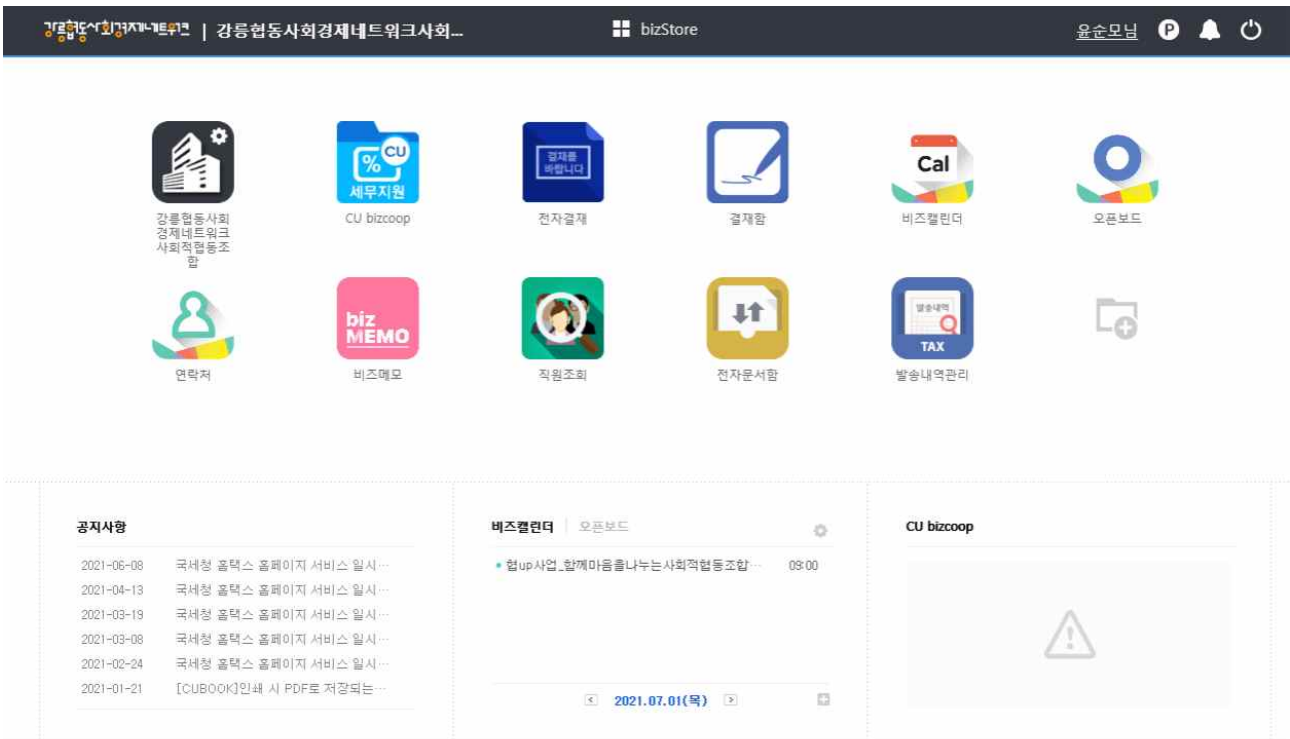 강릉협동사회경제네트워크 | 강릉협동사회경제네트워크사회...
bizStore
윤순모님
P
CU
%
세무지원
결재를
바랍니다
Cal
강릉협동사회
경제네트워크
사회적협동조
합
CU bizcoop
전자결재
결재함
비즈캘린더
오픈보드
biz
MEMO
발송내역
TAX
연락처
비즈메모
직원조회
전자문서함
발송내역관리
공지사항
2021-06-08 국세청 홈택스 홈페이지 서비스 일시…
2021-04-13 국세청 홈택스 홈페이지 서비스 일시…
2021-03-19 국세청 홈택스 홈페이지 서비스 일시…
2021-03-08 국세청 홈택스 홈페이지 서비스 일시…
2021-02-24 국세청 홈택스 홈페이지 서비스 일시…
2021-01-21 [CUBOOK]인쇄 시 PDF로 저장되는…
비즈캘린더 | 오픈보드
협up사업_함께마음을나누는사회적협동조합… 09:00
2021.07.01(목)
CU bizcoop